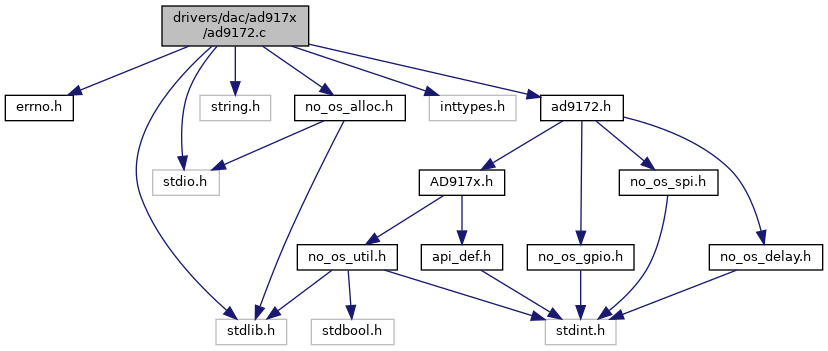 drivers/dac/ad917x
/ad9172.c
errno.h
string.h
no_os_alloc.h
inttypes.h
ad9172.h
stdio.h
AD917x.h
no_os_spi.h
no_os_util.h
api_def.h
no_os_gpio.h
no_os_delay.h
stdlib.h
stdbool.h
stdint.h